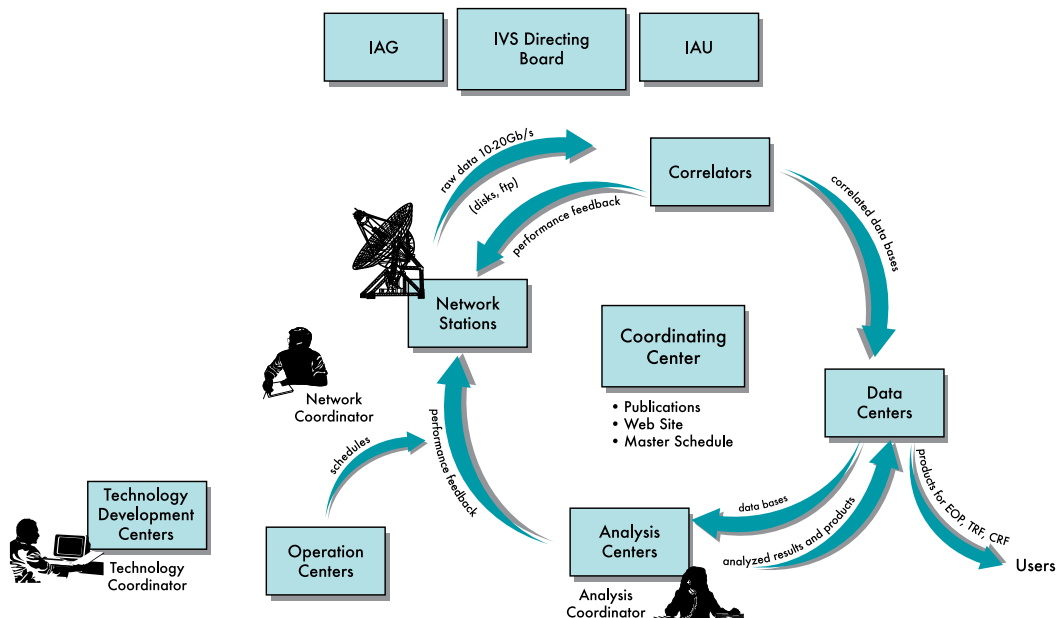 IAG
IVS Directing
Board
IAU
raw data 10-20Gb/s
(disks, ftp)
performance feedback
Correlators
correlated data bases
Network
Stations
Coordinating
Center
• Publications
• Web Site
• Master Schedule
Data
Centers
Network
Coordinator
schedules
performance feedback
data bases
analyzed results and products
products for EOP, TRF, CRF
Users
Technology
Development
Centers
Technology
Coordinator
Operation
Centers
Analysis
Centers
Analysis
Coordinator